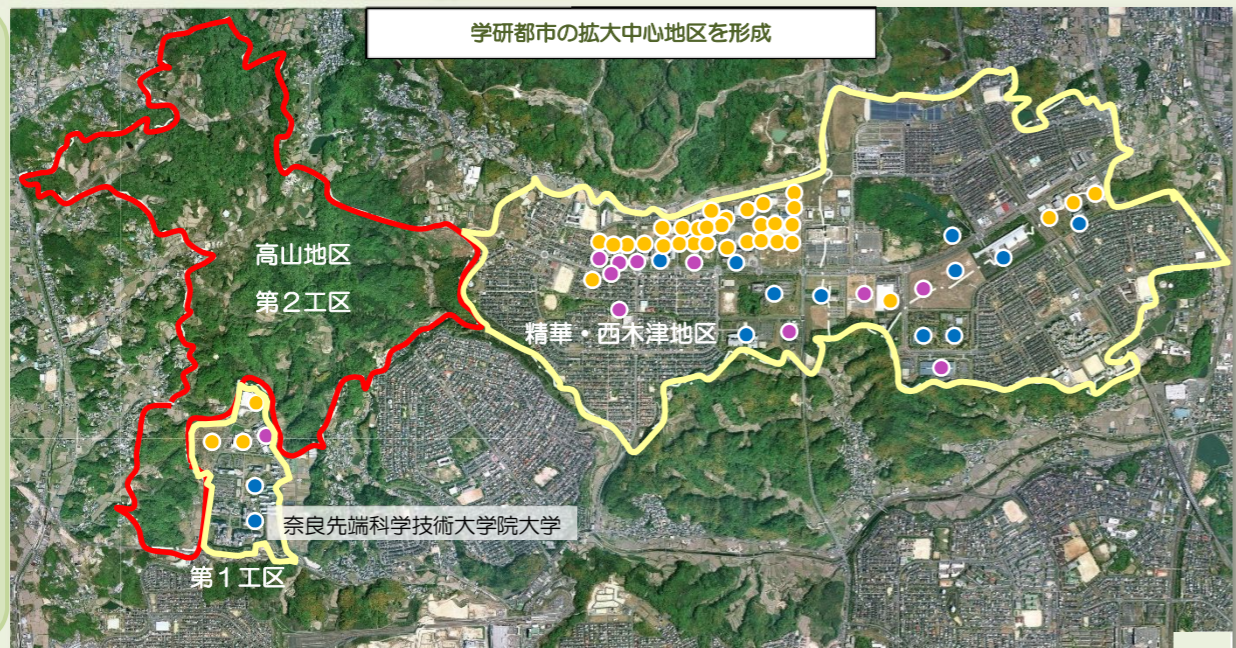 学研都市の拡大中心地区を形成
高山地区
第2工区
精華・西木津地区
奈良先端科学技術大学院大学
第1工区